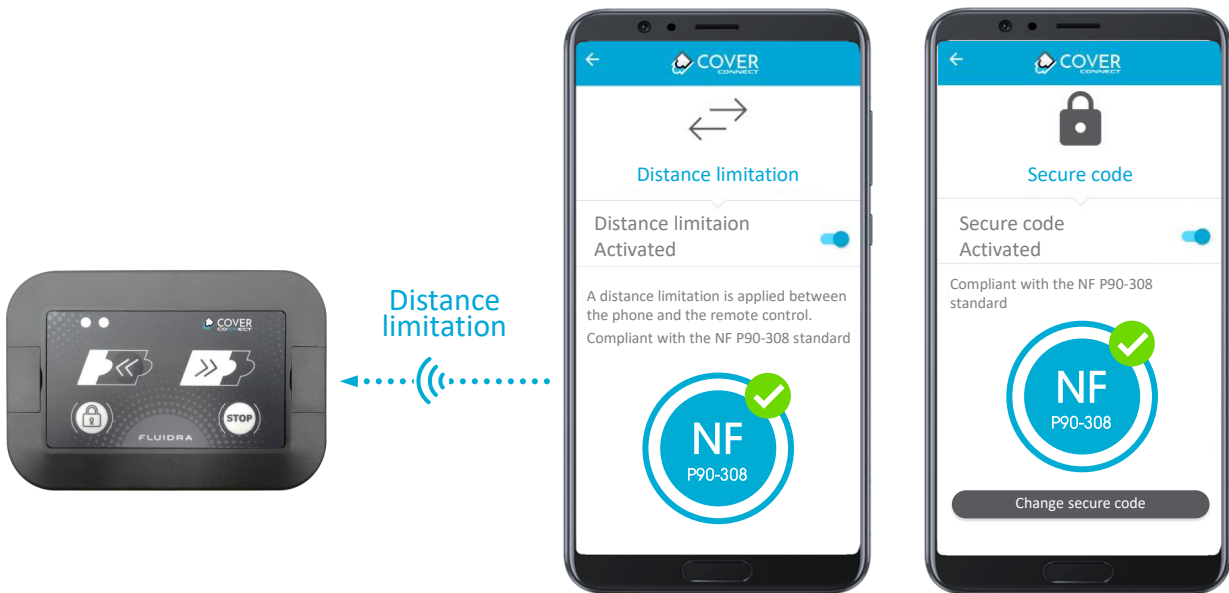 COVER
CONNECT
STOP
FLUIDRA
Distance
limitation
COVER
CONNECT
Distance limitation
Distance limitaion
Activated
A distance limitation is applied between
the phone and the remote control.
Compliant with the NF P90-308 standard
NF
P90-308
COVER
CONNECT
Secure code
Secure code
Activated
Compliant with the NF P90-308
standard
NF
P90-308
Change secure code